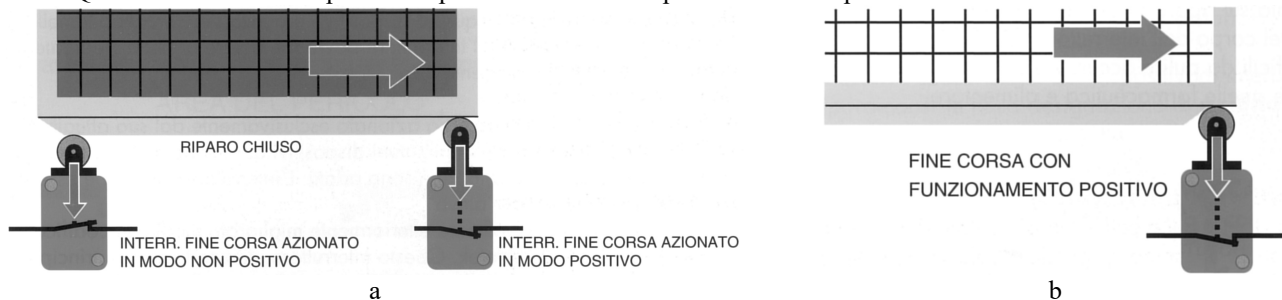 RIPARO CHIUSO
INTERR. FINE CORSA AZIONATO
IN MODO NON POSITIVO
INTERR. FINE CORSA AZIONATO
IN MODO POSITIVO
a
FINE CORSA CON
FUNZIONAMENTO POSITIVO
b